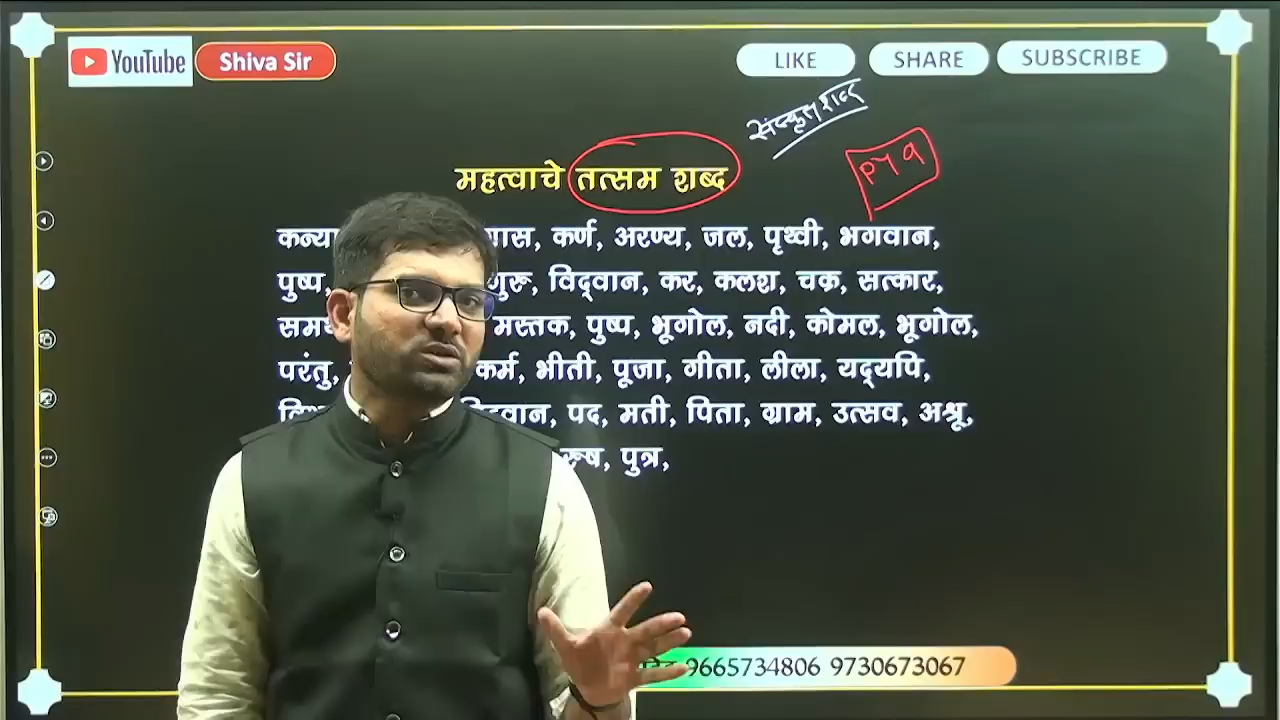 YouTube Shiva Sir LIKE SHARE SUBSCRIBE
संस्कृत शब्द
महत्वाचे तत्सम शब्द
PYQ
कर्ण, अरण्य, जल, पृथ्वी, भगवान,
पुष्प, गुरू, विद्वान, कर, कलश, चक्र, सत्कार,
मस्तक, पुष्प, भूगोल, नदी, कोमल, भूगोल,
परंतु, कर्म, भीती, पूजा, गीता, लीला, यद्यपि,
पद, मती, पिता, ग्राम, उत्सव, अश्रू,
पुत्र,
9665734806 9730673067